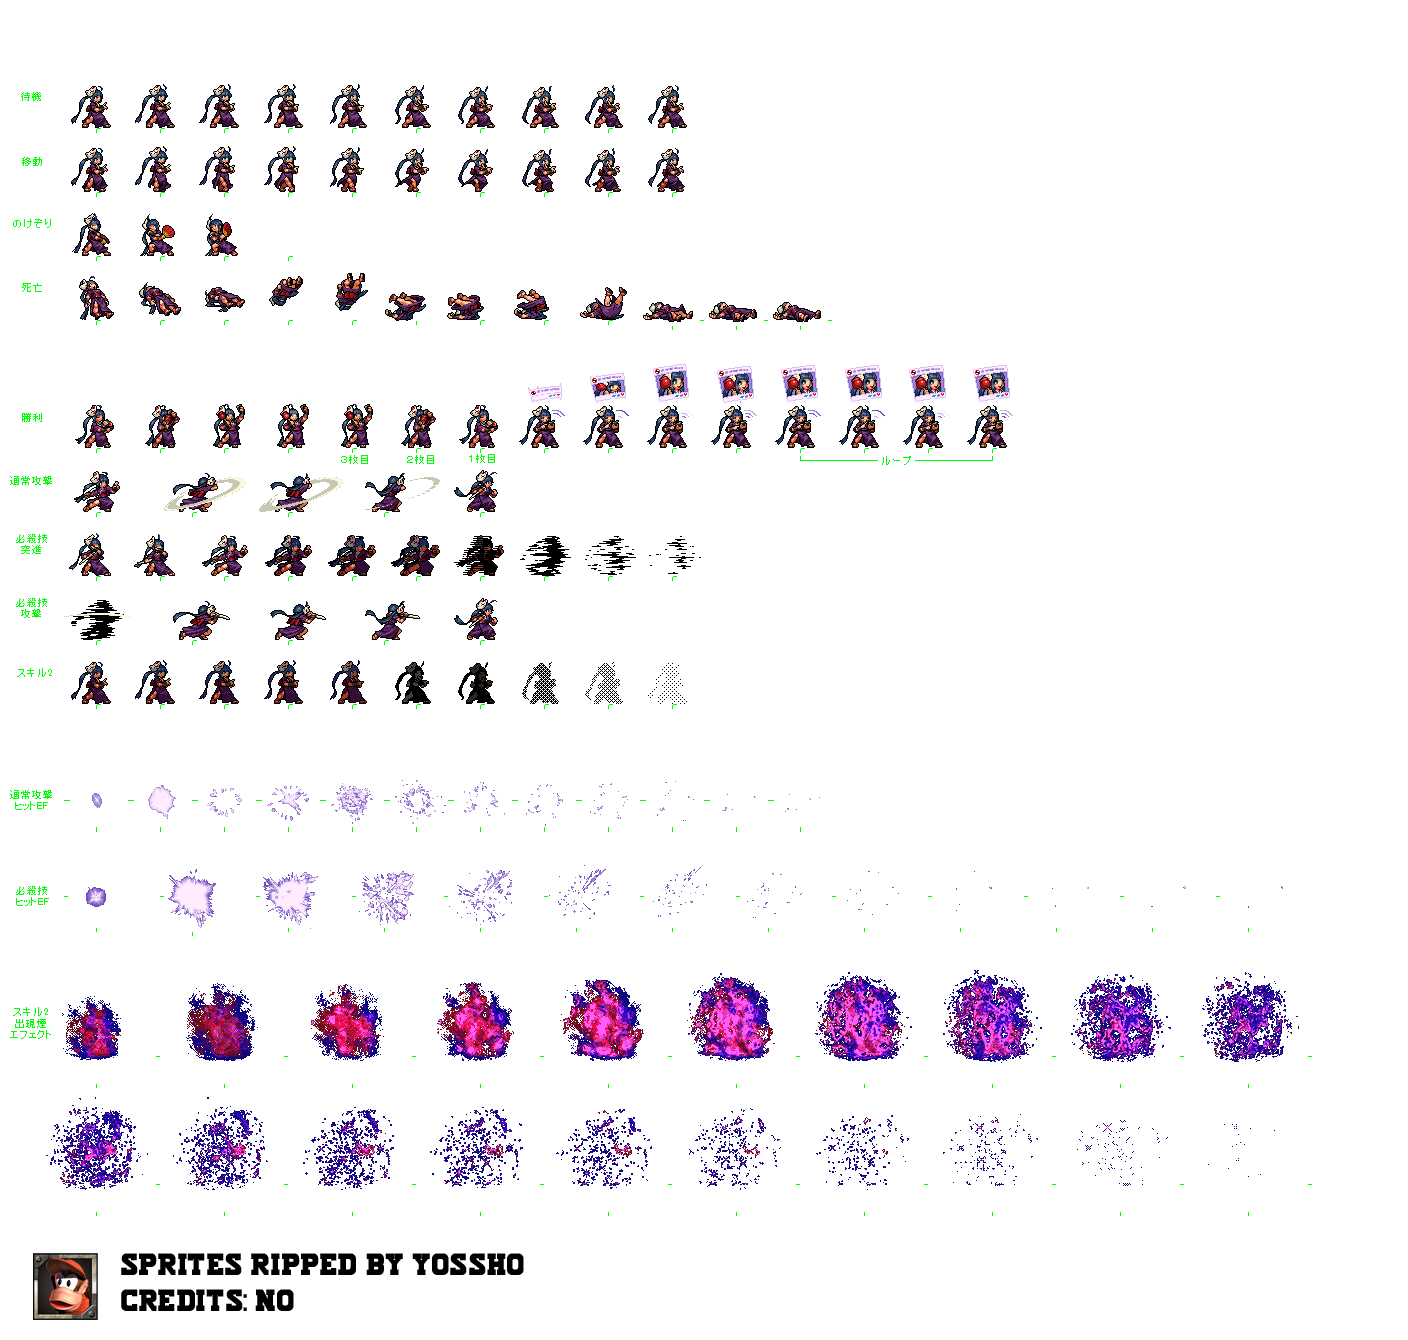 待機
移動
のけぞり
死亡
勝利
3枚目 2枚目 1枚目
ループ
通常攻撃
必殺技
突進
必殺技
攻撃
スキル2
通常攻撃
ヒットEF
必殺技
ヒットEF
スキル2
出現煙
エフェクト
SPRITES RIPPED BY YOSSHO
CREDITS: NO